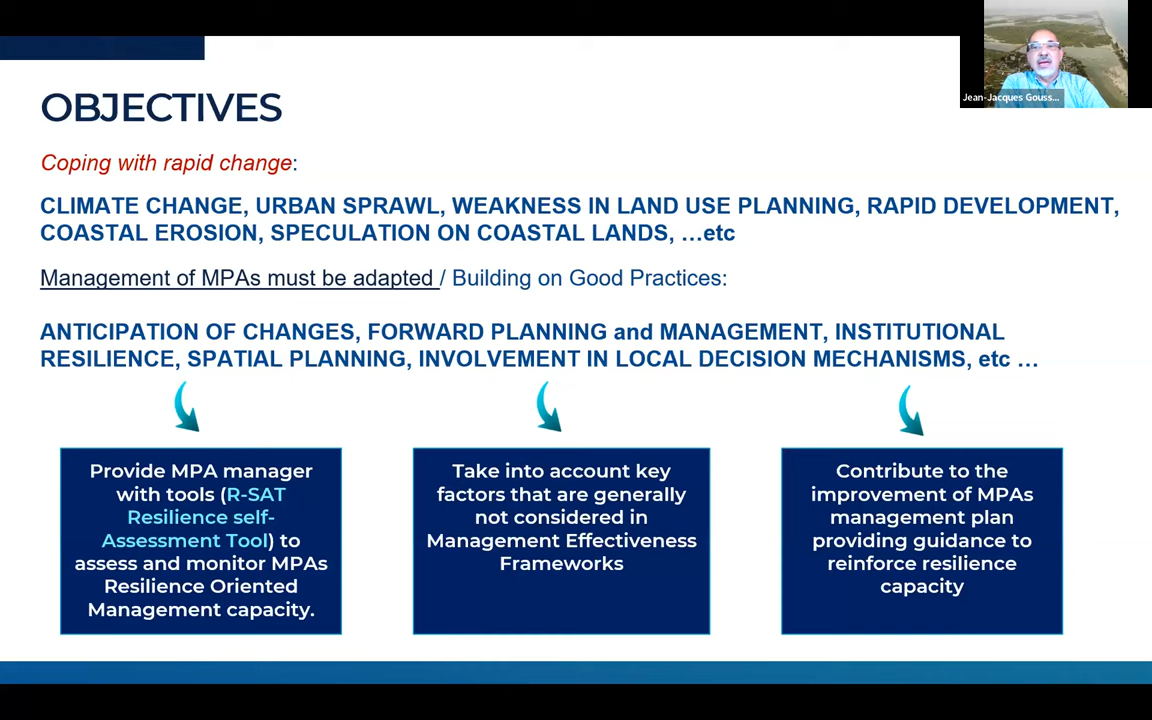 Jean-Jacques Gouss...
OBJECTIVES
Coping with rapid change:
CLIMATE CHANGE, URBAN SPRAWL, WEAKNESS IN LAND USE PLANNING, RAPID DEVELOPMENT,
COASTAL EROSION, SPECULATION ON COASTAL LANDS, …etc
Management of MPAs must be adapted / Building on Good Practices:
ANTICIPATION OF CHANGES, FORWARD PLANNING and MANAGEMENT, INSTITUTIONAL
RESILIENCE, SPATIAL PLANNING, INVOLVEMENT IN LOCAL DECISION MECHANISMS, etc …
Provide MPA manager
with tools (R-SAT
Resilience self-
Assessment Tool) to
assess and monitor MPAs
Resilience Oriented
Management capacity.
Take into account key
factors that are generally
not considered in
Management Effectiveness
Frameworks
Contribute to the
improvement of MPAs
management plan
providing guidance to
reinforce resilience
capacity